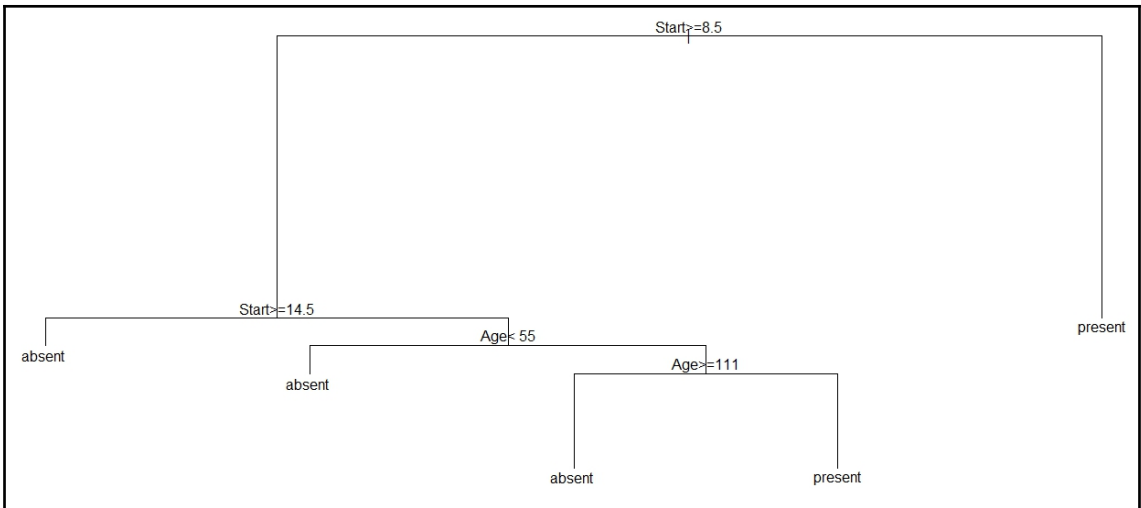 Start>=8.5
Start>=14.5
present
Age< 55
absent
Age>=111
absent
absent
present